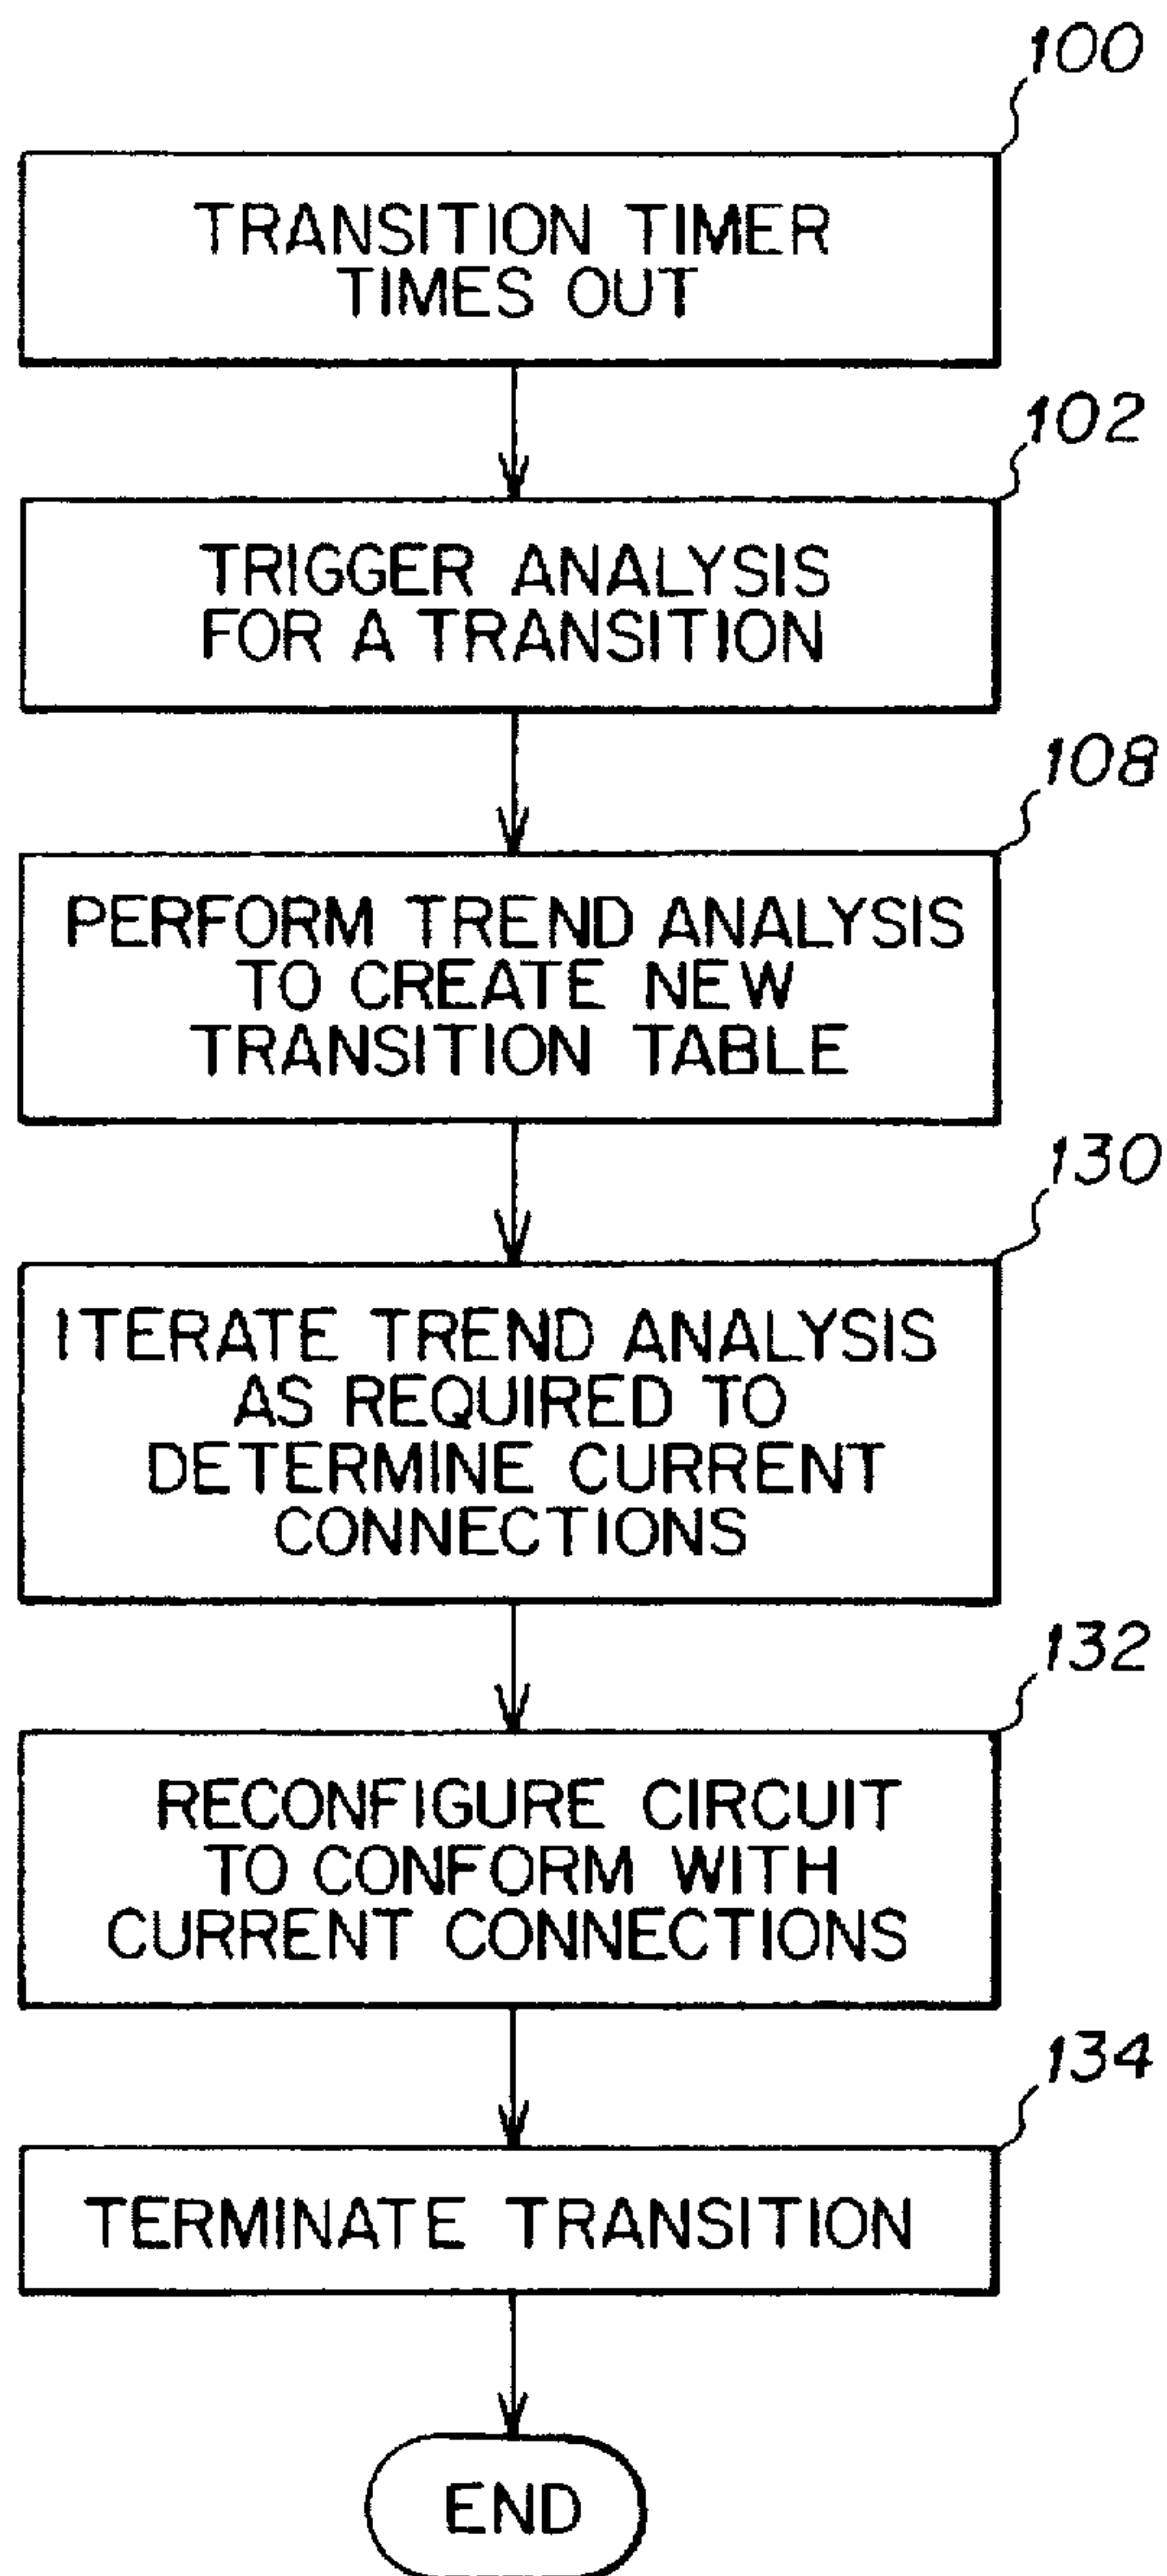 100
TRANSITION TIMER
TIMES OUT
102
TRIGGER ANALYSIS
FOR A TRANSITION
108
PERFORM TREND ANALYSIS
TO CREATE NEW
TRANSITION TABLE
130
ITERATE TREND ANALYSIS
AS REQUIRED TO
DETERMINE CURRENT
CONNECTIONS
132
RECONFIGURE CIRCUIT
TO CONFORM WITH
CURRENT CONNECTIONS
134
TERMINATE TRANSITION
END